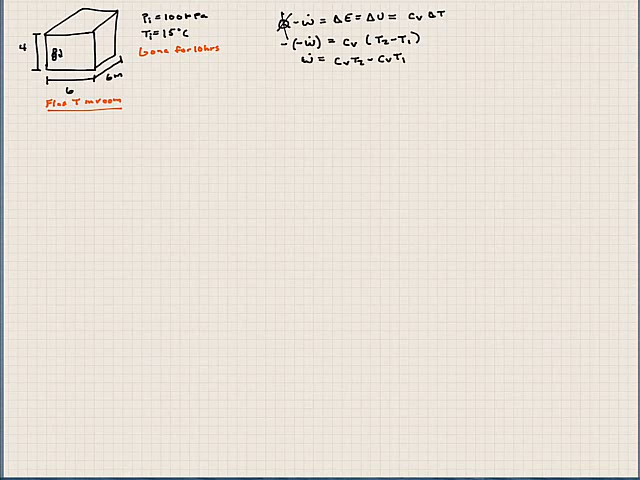 4
6
6m
Find T in room
P₁ = 100 kPa
T₁ = 15°C
Gone for 10hrs
Q̇ - ẇ = ΔE = ΔU = Cv ΔT
-(-ẇ) = Cv (T₂-T₁)
ẇ = CvT₂ - CvT₁